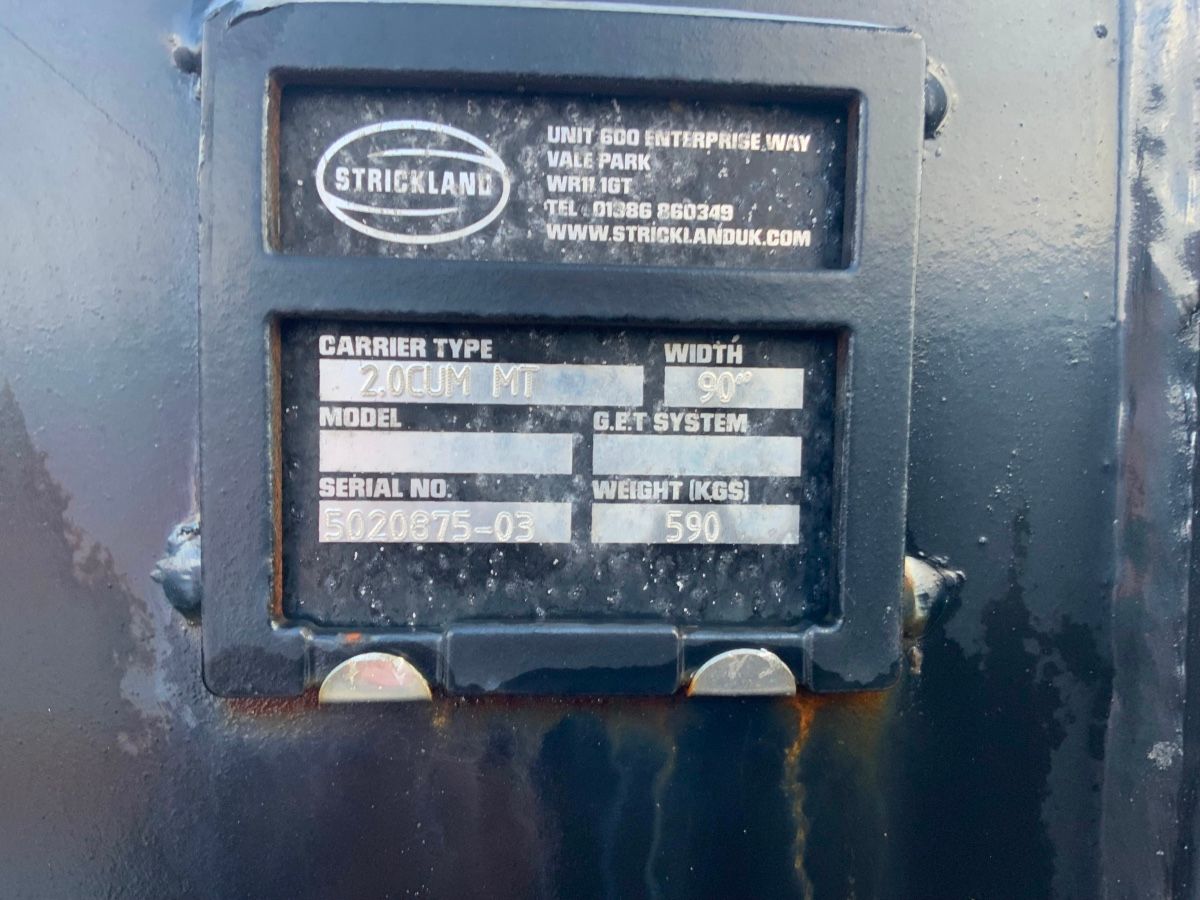 STRICKLAND
UNIT 600 ENTERPRISE WAY
VALE PARK
WR11 1GT
TEL 01386 860349
WWW.STRICKLANDUK.COM
CARRIER TYPE WIDTH
2.0CUM MT 90"
MODEL G.E.T SYSTEM
SERIAL NO. WEIGHT (KGS)
5020875-03 590